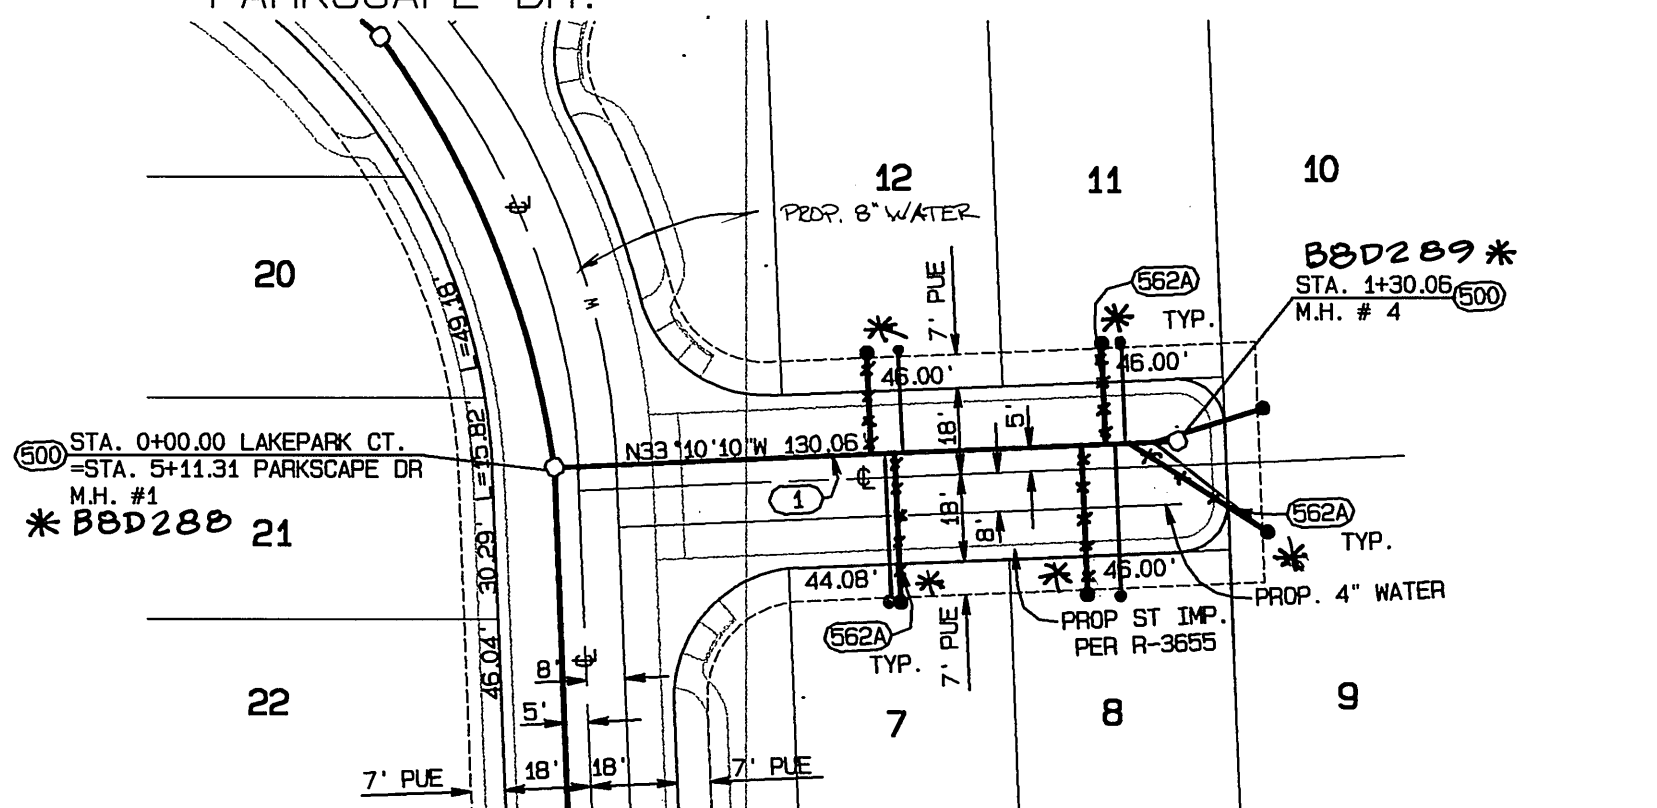 PARKSCAPE DR.
12
11
10
PROP. 8" WATER
20
L=49.18'
W
7' PUE
562A
TYP.
B8D289 *
STA. 1+30.06 500
M.H. # 4
46.00'
46.00'
18'
5'
500 STA. 0+00.00 LAKEPARK CT.
=STA. 5+11.31 PARKSCAPE DR
M.H. #1
* B8D288
L=15.82'
N33°10'10"W 130.06
1
℄
21
30.29'
18'
8'
562A
TYP.
44.08'
46.00'
PROP. 4" WATER
PROP ST IMP.
PER R-3655
562A
TYP.
7' PUE
46.04'
8'
℄
22
5'
7
8
9
7' PUE
18'
18'
7' PUE